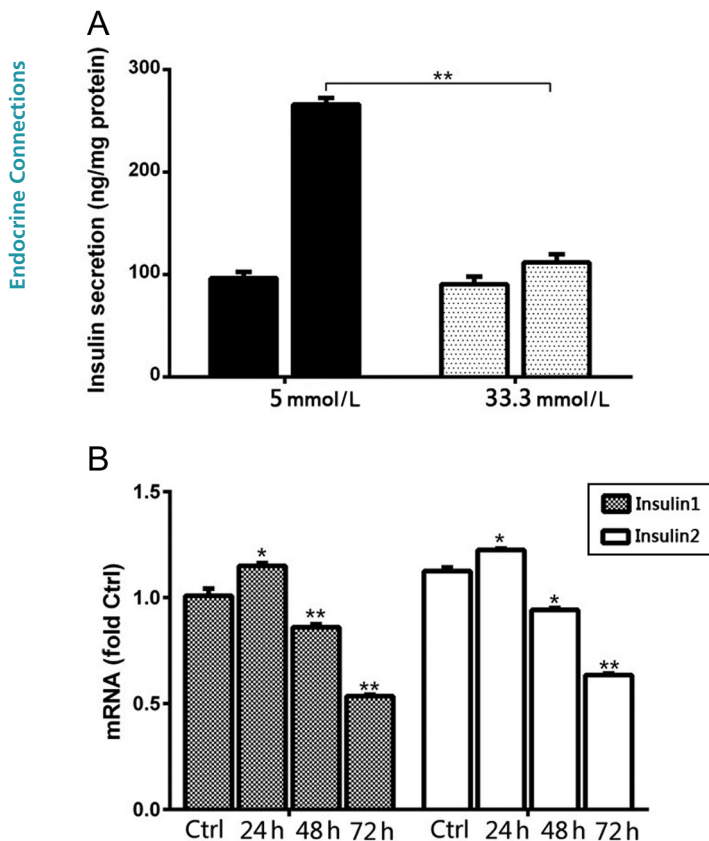 Endocrine Connections
A
Insulin secretion (ng/mg protein)
300
200
100
0
**
5 mmol/L
33.3 mmol/L
B
mRNA (fold Ctrl)
1.5
1.0
0.5
0.0
Insulin1
Insulin2
* ** ** * * **
Ctrl 24 h 48 h 72 h Ctrl 24 h 48 h 72 h